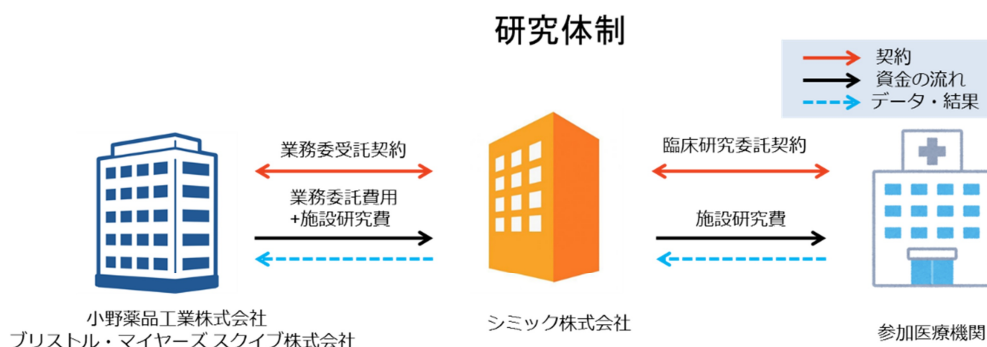 研究体制
契約
資金の流れ
データ・結果
業務委受託契約
臨床研究委託契約
業務委託費用
+施設研究費
施設研究費
小野薬品工業株式会社
ブリストル・マイヤーズ スクイブ株式会社
シミック株式会社
参加医療機関